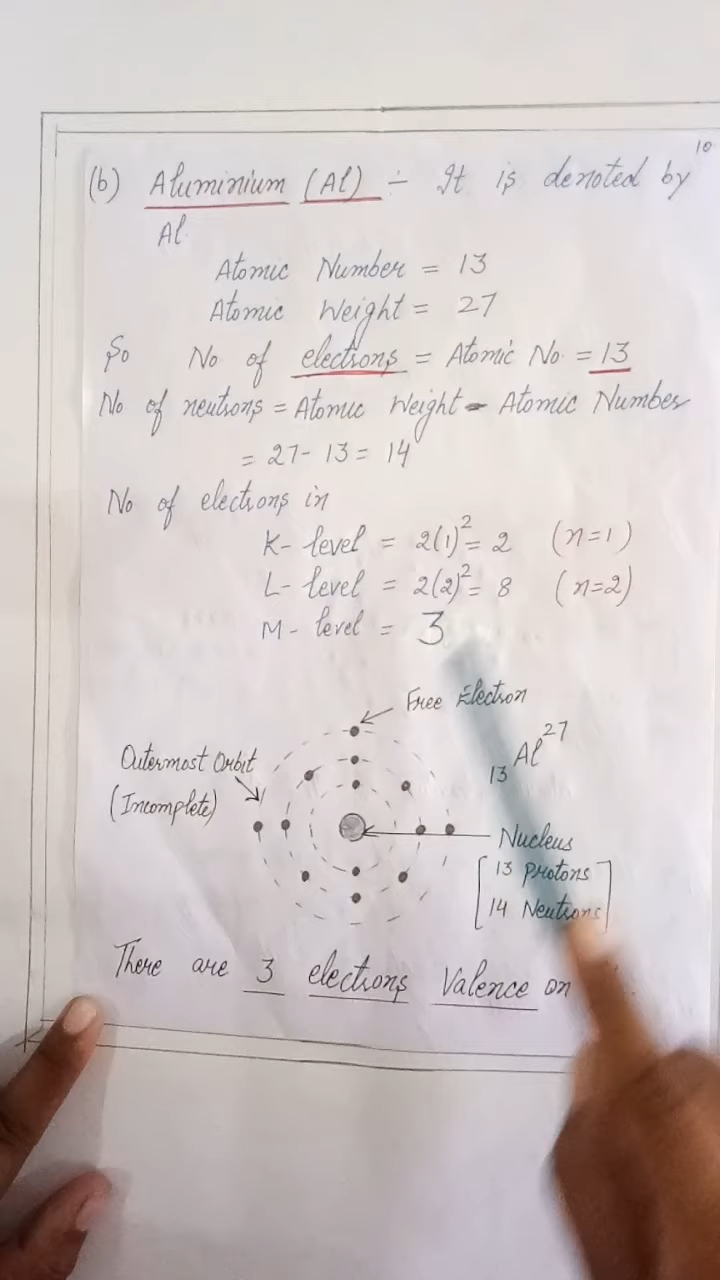 10
(b) Aluminium (Al) ÷ It is denoted by
Al
Atomic Number = 13
Atomic Weight = 27
So No of electrons = Atomic No. = 13
No of neutrons = Atomic Weight - Atomic Number
= 27 - 13 = 14
No of electrons in
K- level = 2(1)² = 2 (n=1)
L- level = 2(2)² = 8 (n=2)
M- level = 3
Free Electron
Outermost Orbit
(Incomplete)
₁₃Al²⁷
Nucleus
[13 Protons
14 Neutrons]
There are 3 electrons Valence on